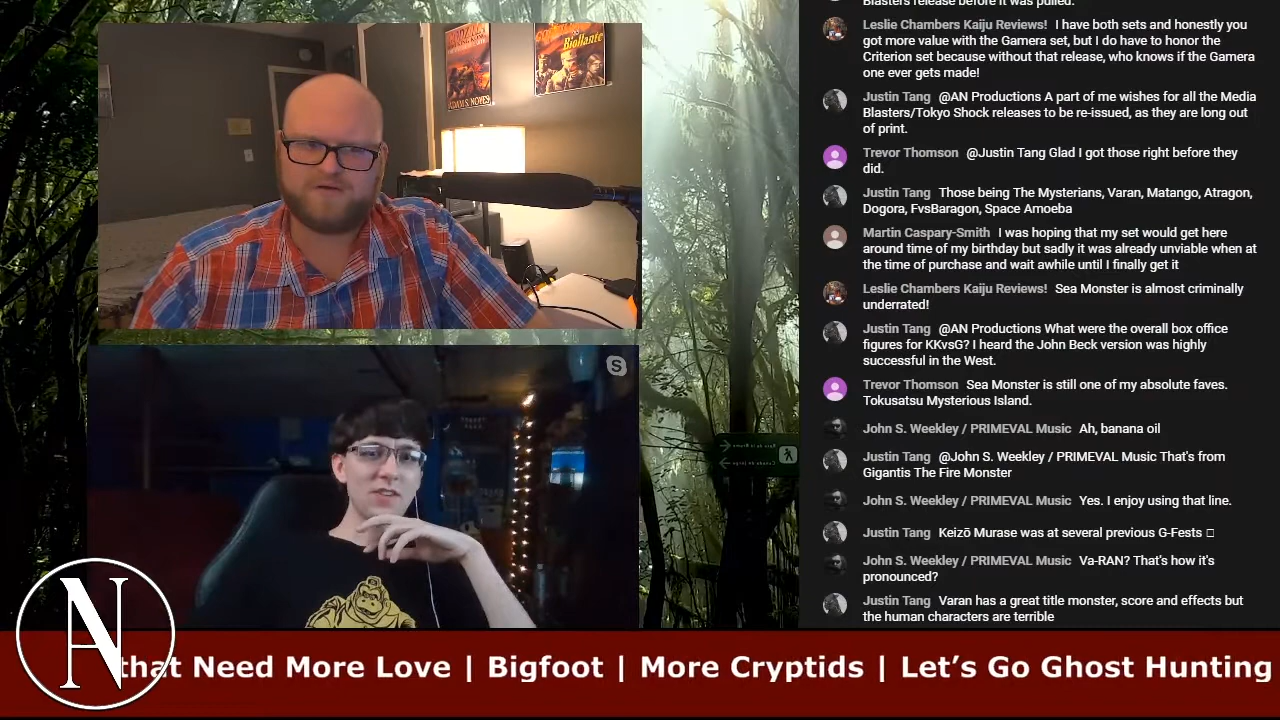 Blasters release before it was pulled.
Leslie Chambers Kaiju Reviews! I have both sets and honestly you
got more value with the Gamera set, but I do have to honor the
Criterion set because without that release, who knows if the Gamera
one ever gets made!
Justin Tang @AN Productions A part of me wishes for all the Media
Blasters/Tokyo Shock releases to be re-issued, as they are long out
of print.
Trevor Thomson @Justin Tang Glad I got those right before they
did.
Justin Tang Those being The Mysterians, Varan, Matango, Atragon,
Dogora, FvsBaragon, Space Amoeba
Martin Caspary-Smith I was hoping that my set would get here
around time of my birthday but sadly it was already unviable when at
the time of purchase and wait awhile until I finally get it
Leslie Chambers Kaiju Reviews! Sea Monster is almost criminally
underrated!
Justin Tang @AN Productions What were the overall box office
figures for KKvsG? I heard the John Beck version was highly
successful in the West.
Trevor Thomson Sea Monster is still one of my absolute faves.
Tokusatsu Mysterious Island.
John S. Weekley / PRIMEVAL Music Ah, banana oil
Justin Tang @John S. Weekley / PRIMEVAL Music That's from
Gigantis The Fire Monster
John S. Weekley / PRIMEVAL Music Yes. I enjoy using that line.
Justin Tang Keizō Murase was at several previous G-Fests
John S. Weekley / PRIMEVAL Music Va-RAN? That's how it's
pronounced?
Justin Tang Varan has a great title monster, score and effects but
the human characters are terrible
ADAM S. NOYES
Biollante
S
N
that Need More Love | Bigfoot | More Cryptids | Let's Go Ghost Hunting